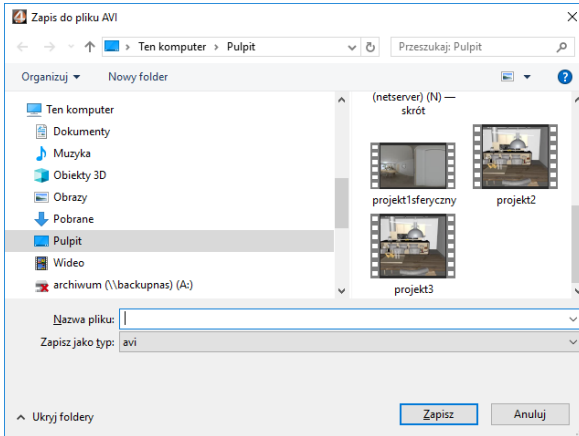 Zapis do pliku AVI
Ten komputer > Pulpit
Przeszukaj: Pulpit
Organizuj
Nowy folder
Ten komputer
Dokumenty
Muzyka
Obiekty 3D
Obrazy
Pobrane
Pulpit
Wideo
archiwum (\\backupnas) (A:)
(netserver) (N) —
skrót
projekt1sferyczny
projekt2
projekt3
Nazwa pliku:
Zapisz jako typ: avi
Ukryj foldery
Zapisz
Anuluj